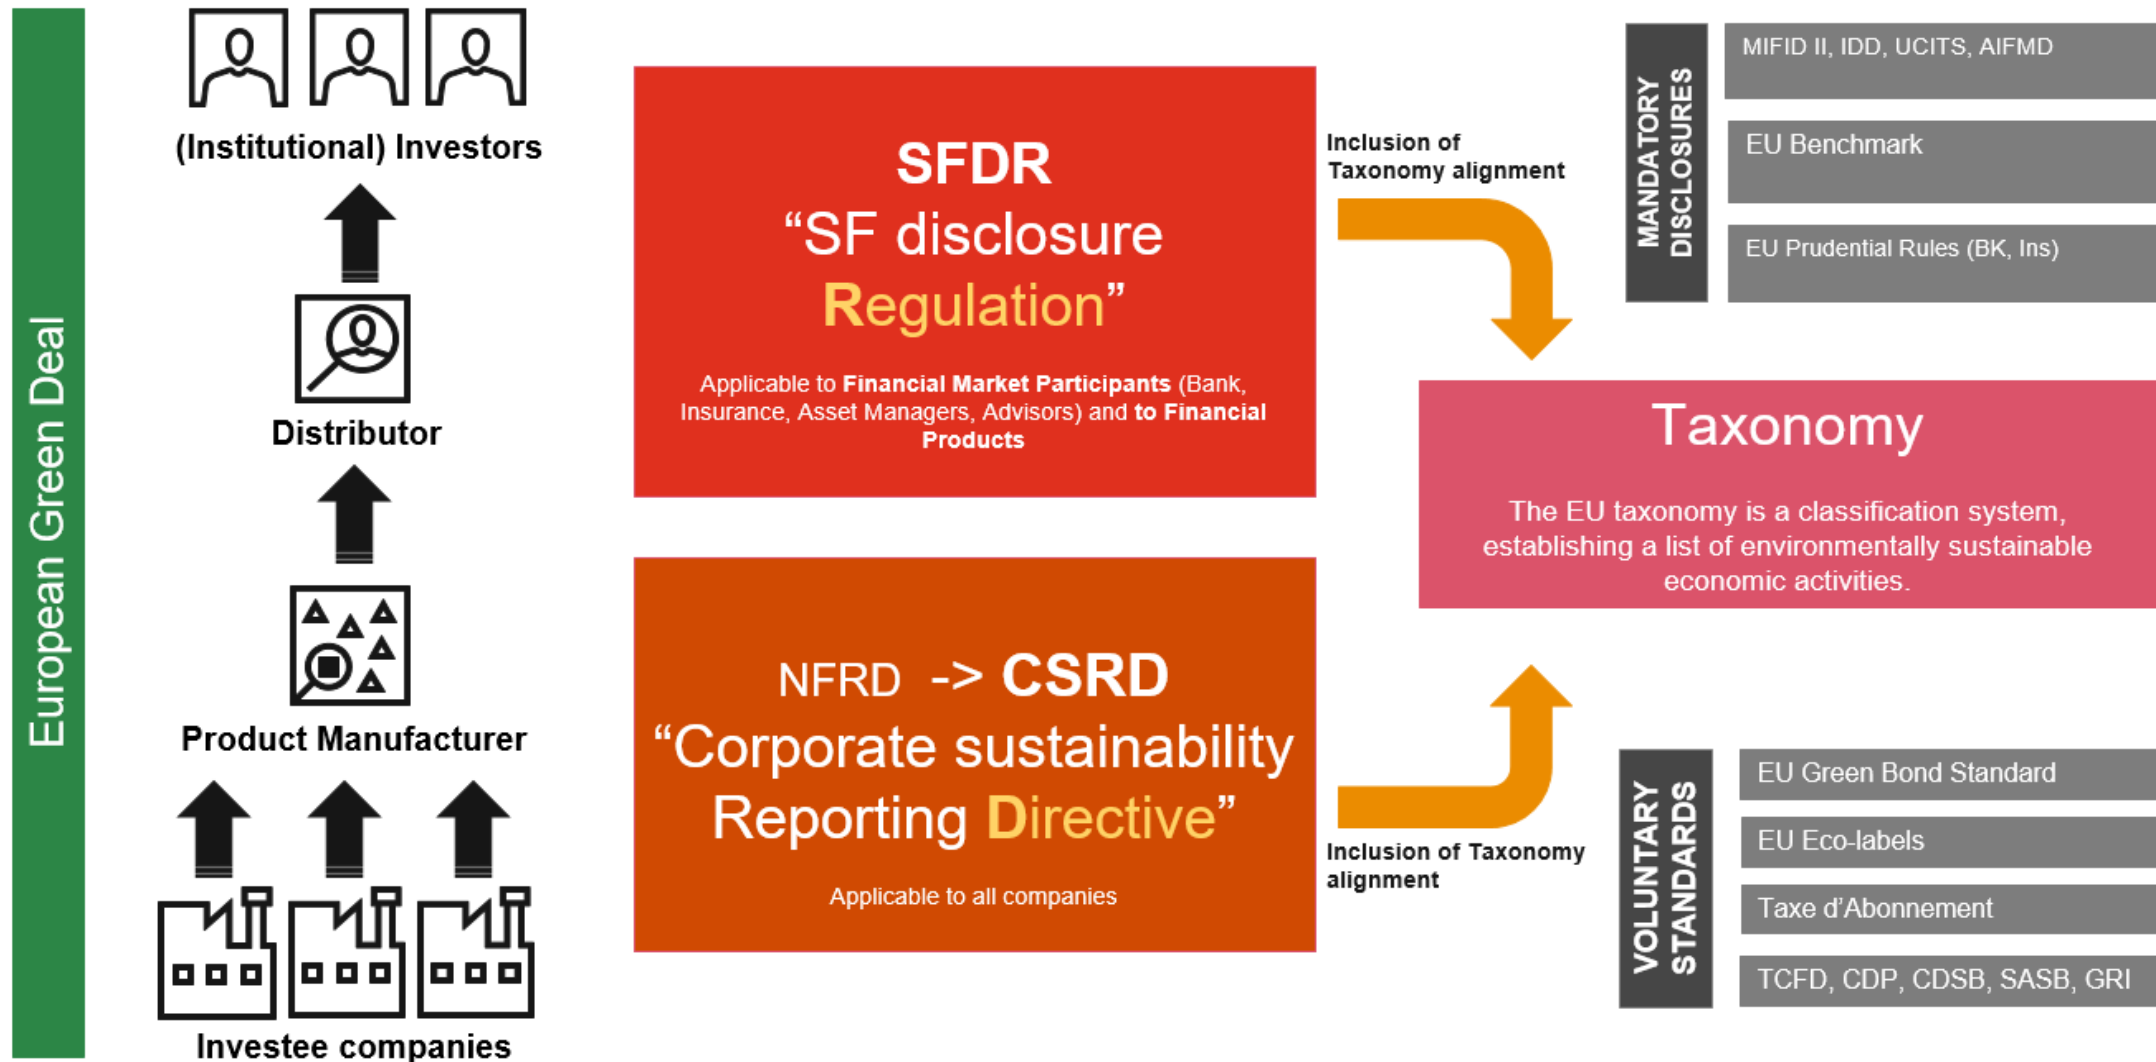 European Green Deal
(Institutional) Investors
Distributor
Product Manufacturer
Investee companies
SFDR
“SF disclosure
Regulation”
Applicable to Financial Market Participants (Bank,
Insurance, Asset Managers, Advisors) and to Financial
Products
NFRD -> CSRD
“Corporate sustainability
Reporting Directive”
Applicable to all companies
Inclusion of
Taxonomy alignment
Inclusion of Taxonomy
alignment
MANDATORY
DISCLOSURES
MIFID II, IDD, UCITS, AIFMD
EU Benchmark
EU Prudential Rules (BK, Ins)
Taxonomy
The EU taxonomy is a classification system,
establishing a list of environmentally sustainable
economic activities.
VOLUNTARY
STANDARDS
EU Green Bond Standard
EU Eco-labels
Taxe d’Abonnement
TCFD, CDP, CDSB, SASB, GRI